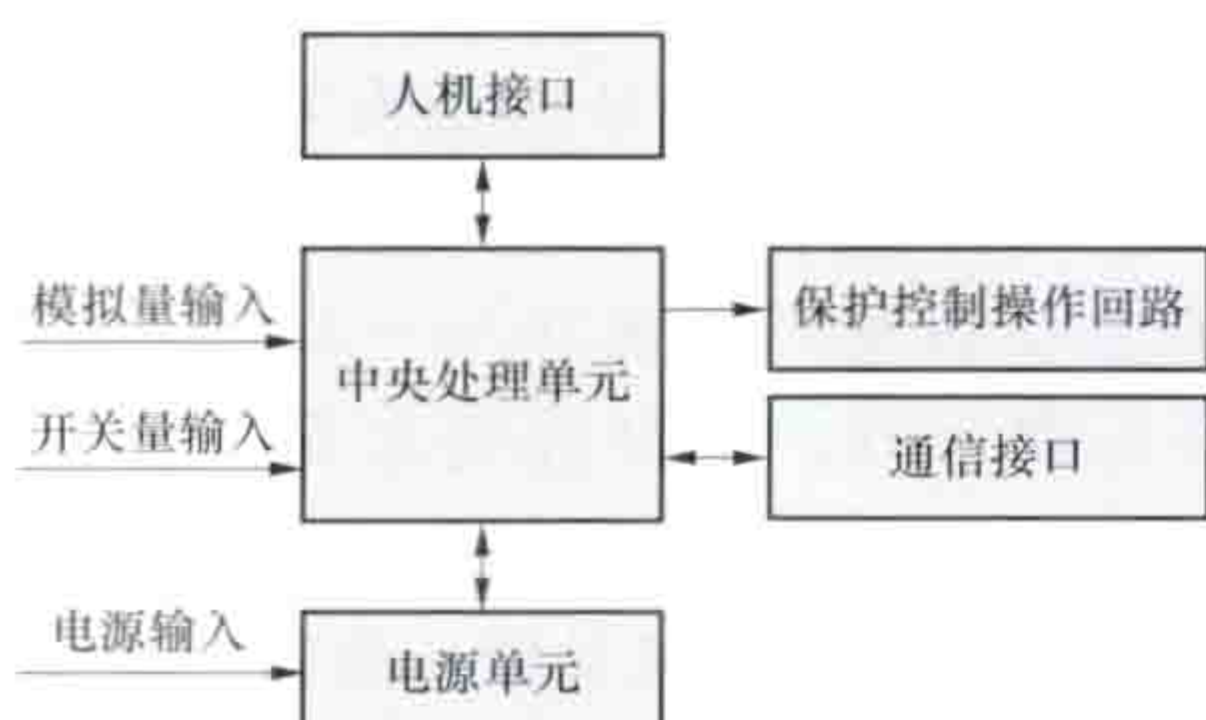 人机接口
模拟量输入
保护控制操作回路
中央处理单元
开关量输入
通信接口
电源输入
电源单元